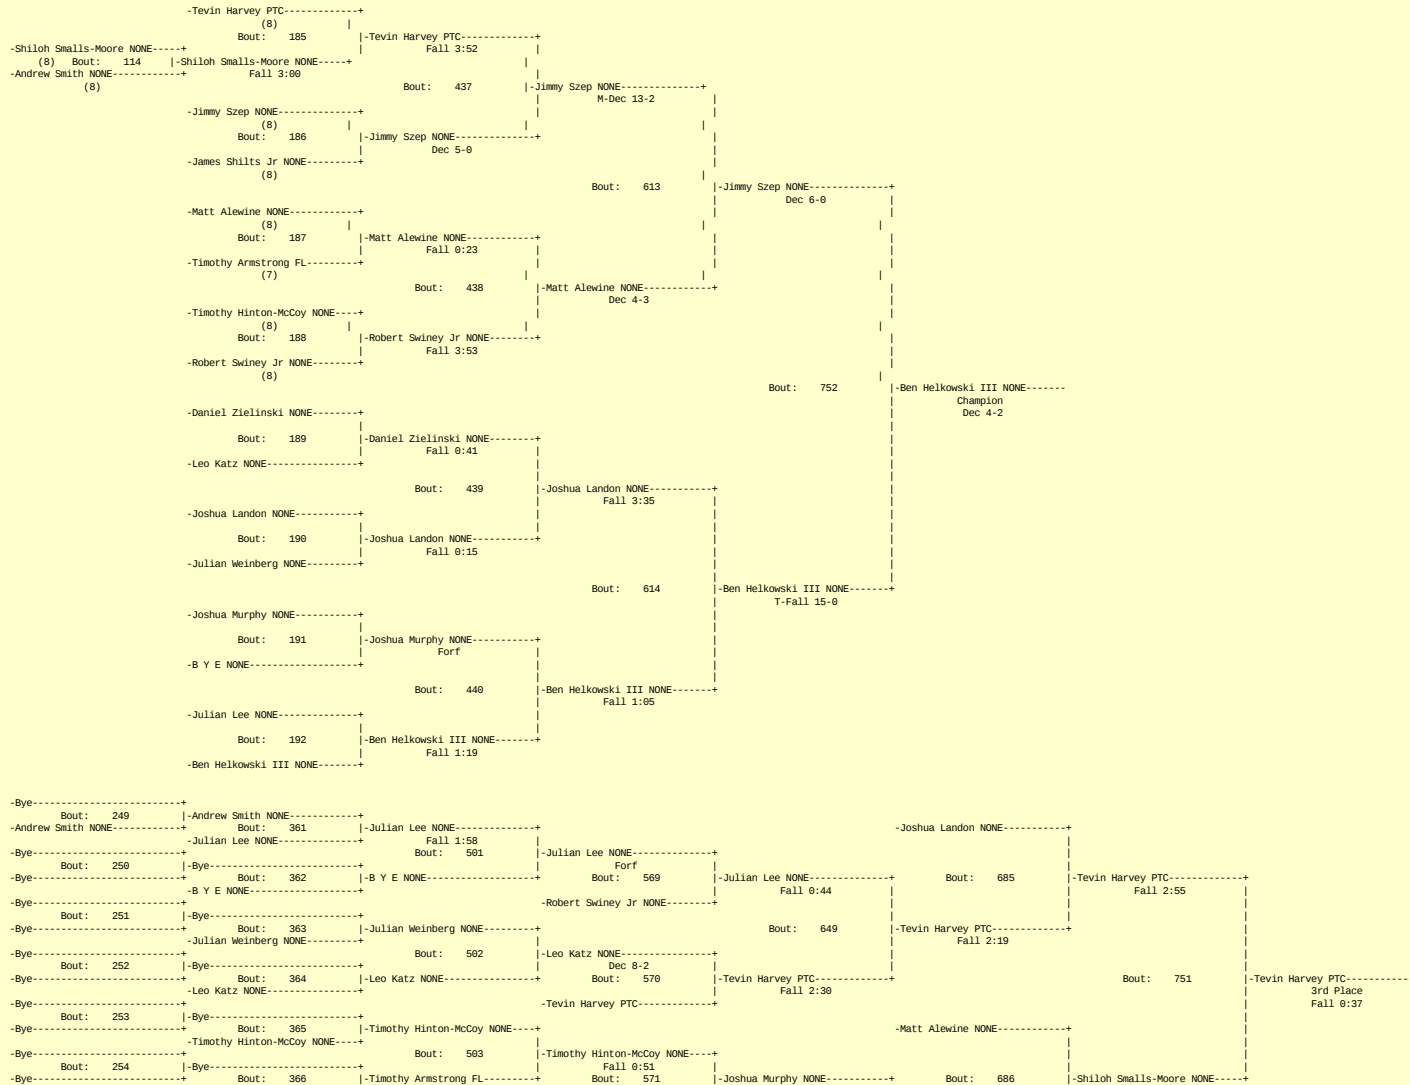 -Tevin Harvey PTC-------------+
(8) |
Bout: 185 |-Tevin Harvey PTC-------------+
-Shiloh Smalls-Moore NONE-----+ | Fall 3:52 |
(8) Bout: 114 |-Shiloh Smalls-Moore NONE-----+ |
-Andrew Smith NONE------------+ Fall 3:00 |
(8) Bout: 437 |-Jimmy Szep NONE--------------+
| M-Dec 13-2 |
-Jimmy Szep NONE--------------+ | |
(8) | | |
Bout: 186 |-Jimmy Szep NONE--------------+ |
| Dec 5-0 |
-James Shilts Jr NONE---------+ |
(8) |
Bout: 613 |-Jimmy Szep NONE--------------+
| Dec 6-0 |
-Matt Alewine NONE------------+ | |
(8) | | |
Bout: 187 |-Matt Alewine NONE------------+ | |
| Fall 0:23 | | |
-Timothy Armstrong FL---------+ | | |
(7) | | |
Bout: 438 |-Matt Alewine NONE------------+ |
| Dec 4-3 |
-Timothy Hinton-McCoy NONE----+ | |
(8) | | |
Bout: 188 |-Robert Swiney Jr NONE--------+ |
| Fall 3:53 |
-Robert Swiney Jr NONE--------+ |
(8) |
Bout: 752 |-Ben Helkowski III NONE-------
| Champion
-Daniel Zielinski NONE--------+ | Dec 4-2
| |
Bout: 189 |-Daniel Zielinski NONE--------+ |
| Fall 0:41 | |
-Leo Katz NONE----------------+ | |
| |
Bout: 439 |-Joshua Landon NONE-----------+ |
| Fall 3:35 | |
-Joshua Landon NONE-----------+ | | |
| | | |
Bout: 190 |-Joshua Landon NONE-----------+ | |
| Fall 0:15 | |
-Julian Weinberg NONE---------+ | |
| |
Bout: 614 |-Ben Helkowski III NONE-------+
| T-Fall 15-0
-Joshua Murphy NONE-----------+ |
| |
Bout: 191 |-Joshua Murphy NONE-----------+ |
| Forf | |
-B Y E NONE-------------------+ | |
| |
Bout: 440 |-Ben Helkowski III NONE-------+
| Fall 1:05
-Julian Lee NONE--------------+ |
| |
Bout: 192 |-Ben Helkowski III NONE-------+
| Fall 1:19
-Ben Helkowski III NONE-------+
-Bye--------------------------+
Bout: 249 |-Andrew Smith NONE------------+
-Andrew Smith NONE------------+ Bout: 361 |-Julian Lee NONE--------------+ -Joshua Landon NONE-----------+
-Julian Lee NONE--------------+ Fall 1:58 | |
-Bye--------------------------+ Bout: 501 |-Julian Lee NONE--------------+ |
Bout: 250 |-Bye--------------------------+ | Forf | |
-Bye--------------------------+ Bout: 362 |-B Y E NONE-------------------+ Bout: 569 |-Julian Lee NONE--------------+ Bout: 685 |-Tevin Harvey PTC-------------+
-B Y E NONE-------------------+ | Fall 0:44 | | Fall 2:55 |
-Bye--------------------------+ -Robert Swiney Jr NONE--------+ | | |
Bout: 251 |-Bye--------------------------+ | | |
-Bye--------------------------+ Bout: 363 |-Julian Weinberg NONE---------+ Bout: 649 |-Tevin Harvey PTC-------------+ |
-Julian Weinberg NONE---------+ | | Fall 2:19 |
-Bye--------------------------+ Bout: 502 |-Leo Katz NONE----------------+ | |
Bout: 252 |-Bye--------------------------+ | Dec 8-2 | | |
-Bye--------------------------+ Bout: 364 |-Leo Katz NONE----------------+ Bout: 570 |-Tevin Harvey PTC-------------+ Bout: 751 |-Tevin Harvey PTC-----------
-Leo Katz NONE----------------+ | Fall 2:30 | 3rd Place
-Bye--------------------------+ -Tevin Harvey PTC-------------+ | Fall 0:37
Bout: 253 |-Bye--------------------------+ |
-Bye--------------------------+ Bout: 365 |-Timothy Hinton-McCoy NONE----+ -Matt Alewine NONE------------+ |
-Timothy Hinton-McCoy NONE----+ | | |
-Bye--------------------------+ Bout: 503 |-Timothy Hinton-McCoy NONE----+ | |
Bout: 254 |-Bye--------------------------+ | Fall 0:51 | | |
-Bye--------------------------+ Bout: 366 |-Timothy Armstrong FL---------+ Bout: 571 |-Joshua Murphy NONE-----------+ Bout: 686 |-Shiloh Smalls-Moore NONE-----+